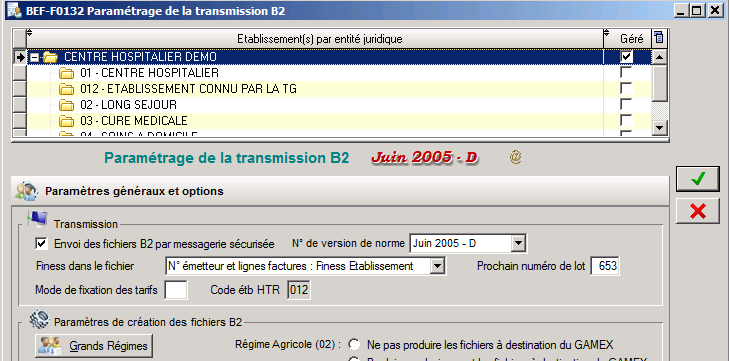 BEF-F0132 Paramétrage de la transmission B2
Etablissement(s) par entité juridique Géré
CENTRE HOSPITALIER DEMO
01 - CENTRE HOSPITALIER
012 - ETABLISSEMENT CONNU PAR LA TG
02 - LONG SEJOUR
03 - CURE MEDICALE
04 - SOINS A DOMICILE
Paramétrage de la transmission B2 Juin 2005 - D @
Paramètres généraux et options
Transmission
Envoi des fichiers B2 par messagerie sécurisée N° de version de norme Juin 2005 - D
Finess dans le fichier N° émetteur et lignes factures : Finess Etablissement Prochain numéro de lot 653
Mode de fixation des tarifs Code étb HTR 012
Paramètres de création des fichiers B2
Grands Régimes Régime Agricole (02) : Ne pas produire les fichiers à destination du GAMEX